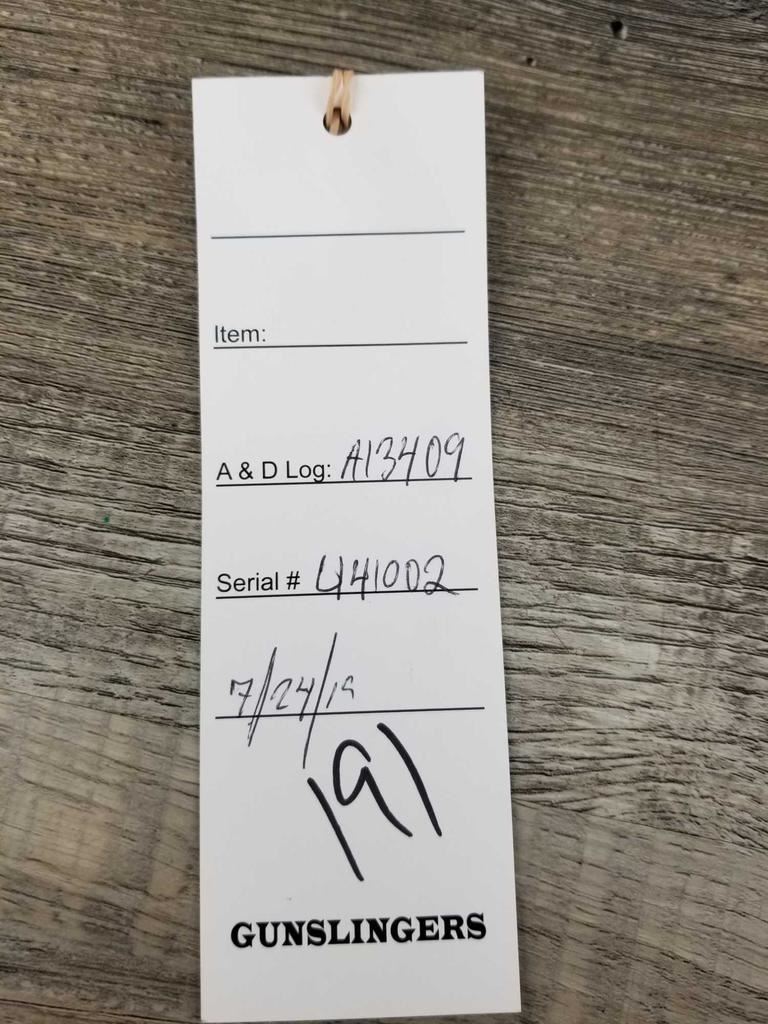 Item:
A & D Log: A13409
Serial # 441002
7/24/19
191
GUNSLINGERS